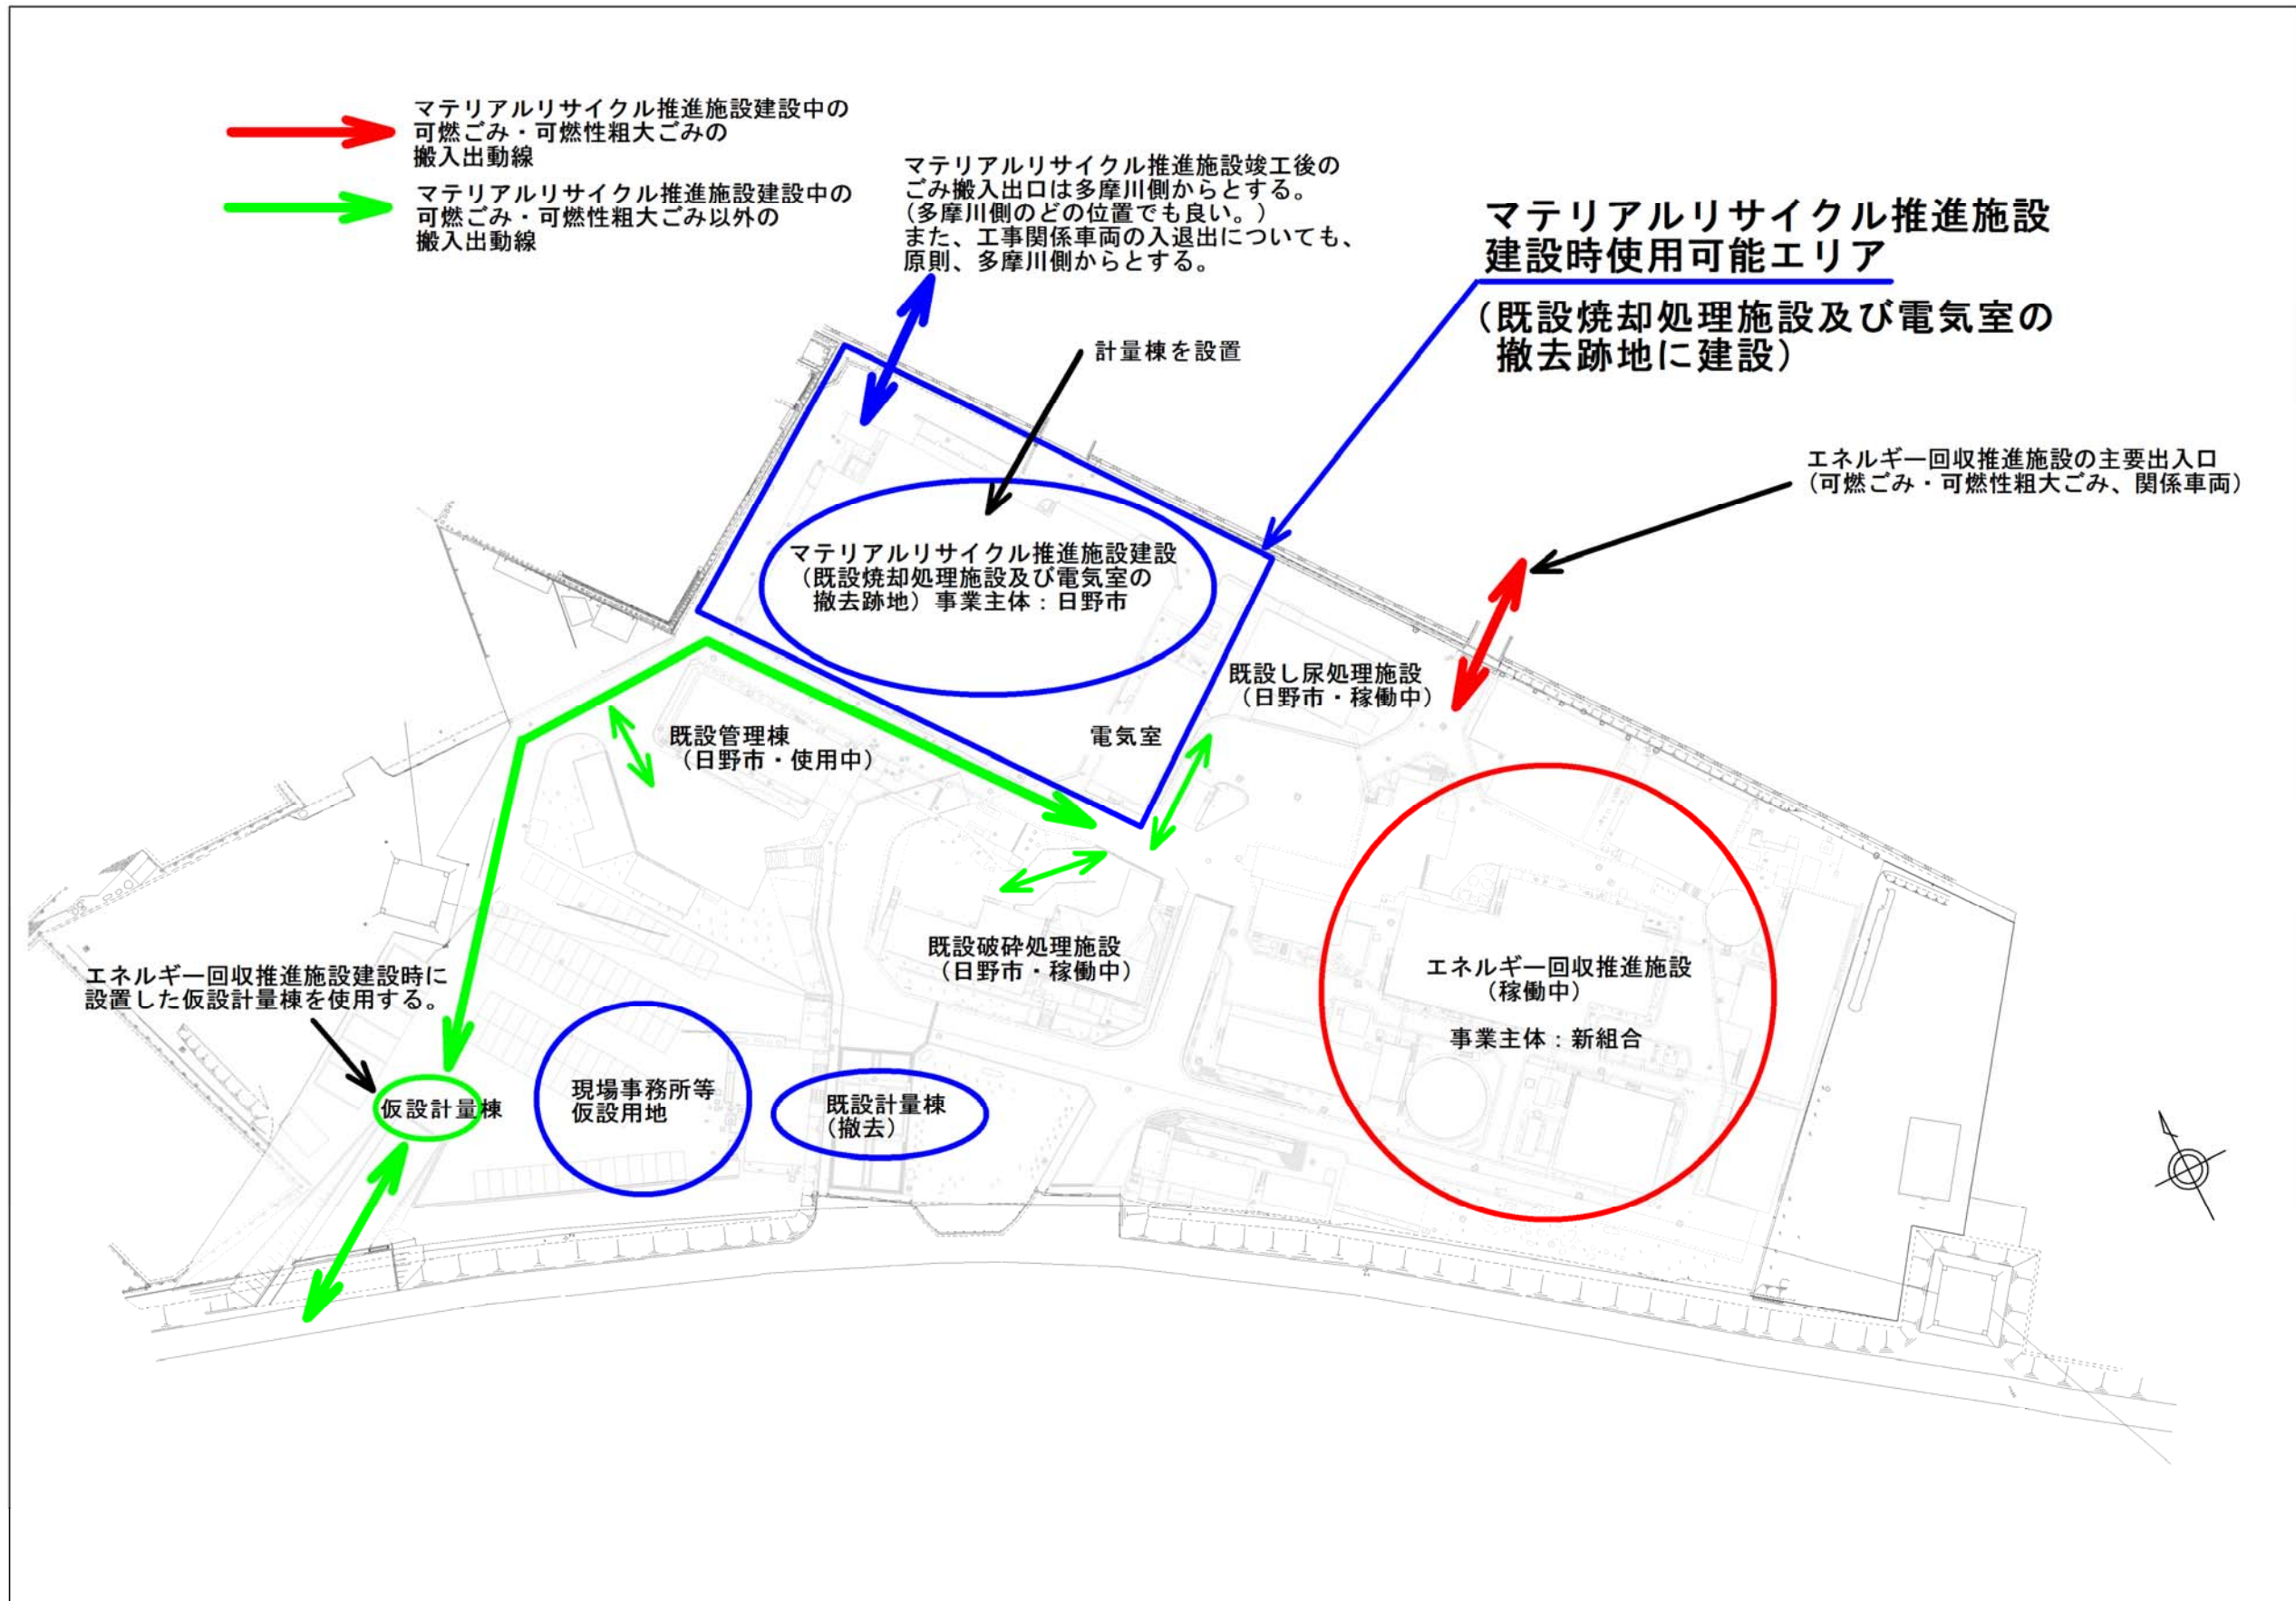 マテリアルリサイクル推進施設建設中の
可燃ごみ・可燃性粗大ごみの
搬入出動線
マテリアルリサイクル推進施設建設中の
可燃ごみ・可燃性粗大ごみ以外の
搬入出動線
マテリアルリサイクル推進施設竣工後の
ごみ搬入出口は多摩川側からとする。
(多摩川側のどの位置でも良い。)
また、工事関係車両の入退出についても、
原則、多摩川側からとする。
マテリアルリサイクル推進施設
建設時使用可能エリア
(既設焼却処理施設及び電気室の
撤去跡地に建設)
計量棟を設置
エネルギー回収推進施設の主要出入口
(可燃ごみ・可燃性粗大ごみ、関係車両)
マテリアルリサイクル推進施設建設
(既設焼却処理施設及び電気室の
撤去跡地)事業主体:日野市
既設し尿処理施設
(日野市・稼働中)
電気室
既設管理棟
(日野市・使用中)
既設破砕処理施設
(日野市・稼働中)
エネルギー回収推進施設
(稼働中)
事業主体:新組合
エネルギー回収推進施設建設時に
設置した仮設計量棟を使用する。
仮設計量棟
現場事務所等
仮設用地
既設計量棟
(撤去)